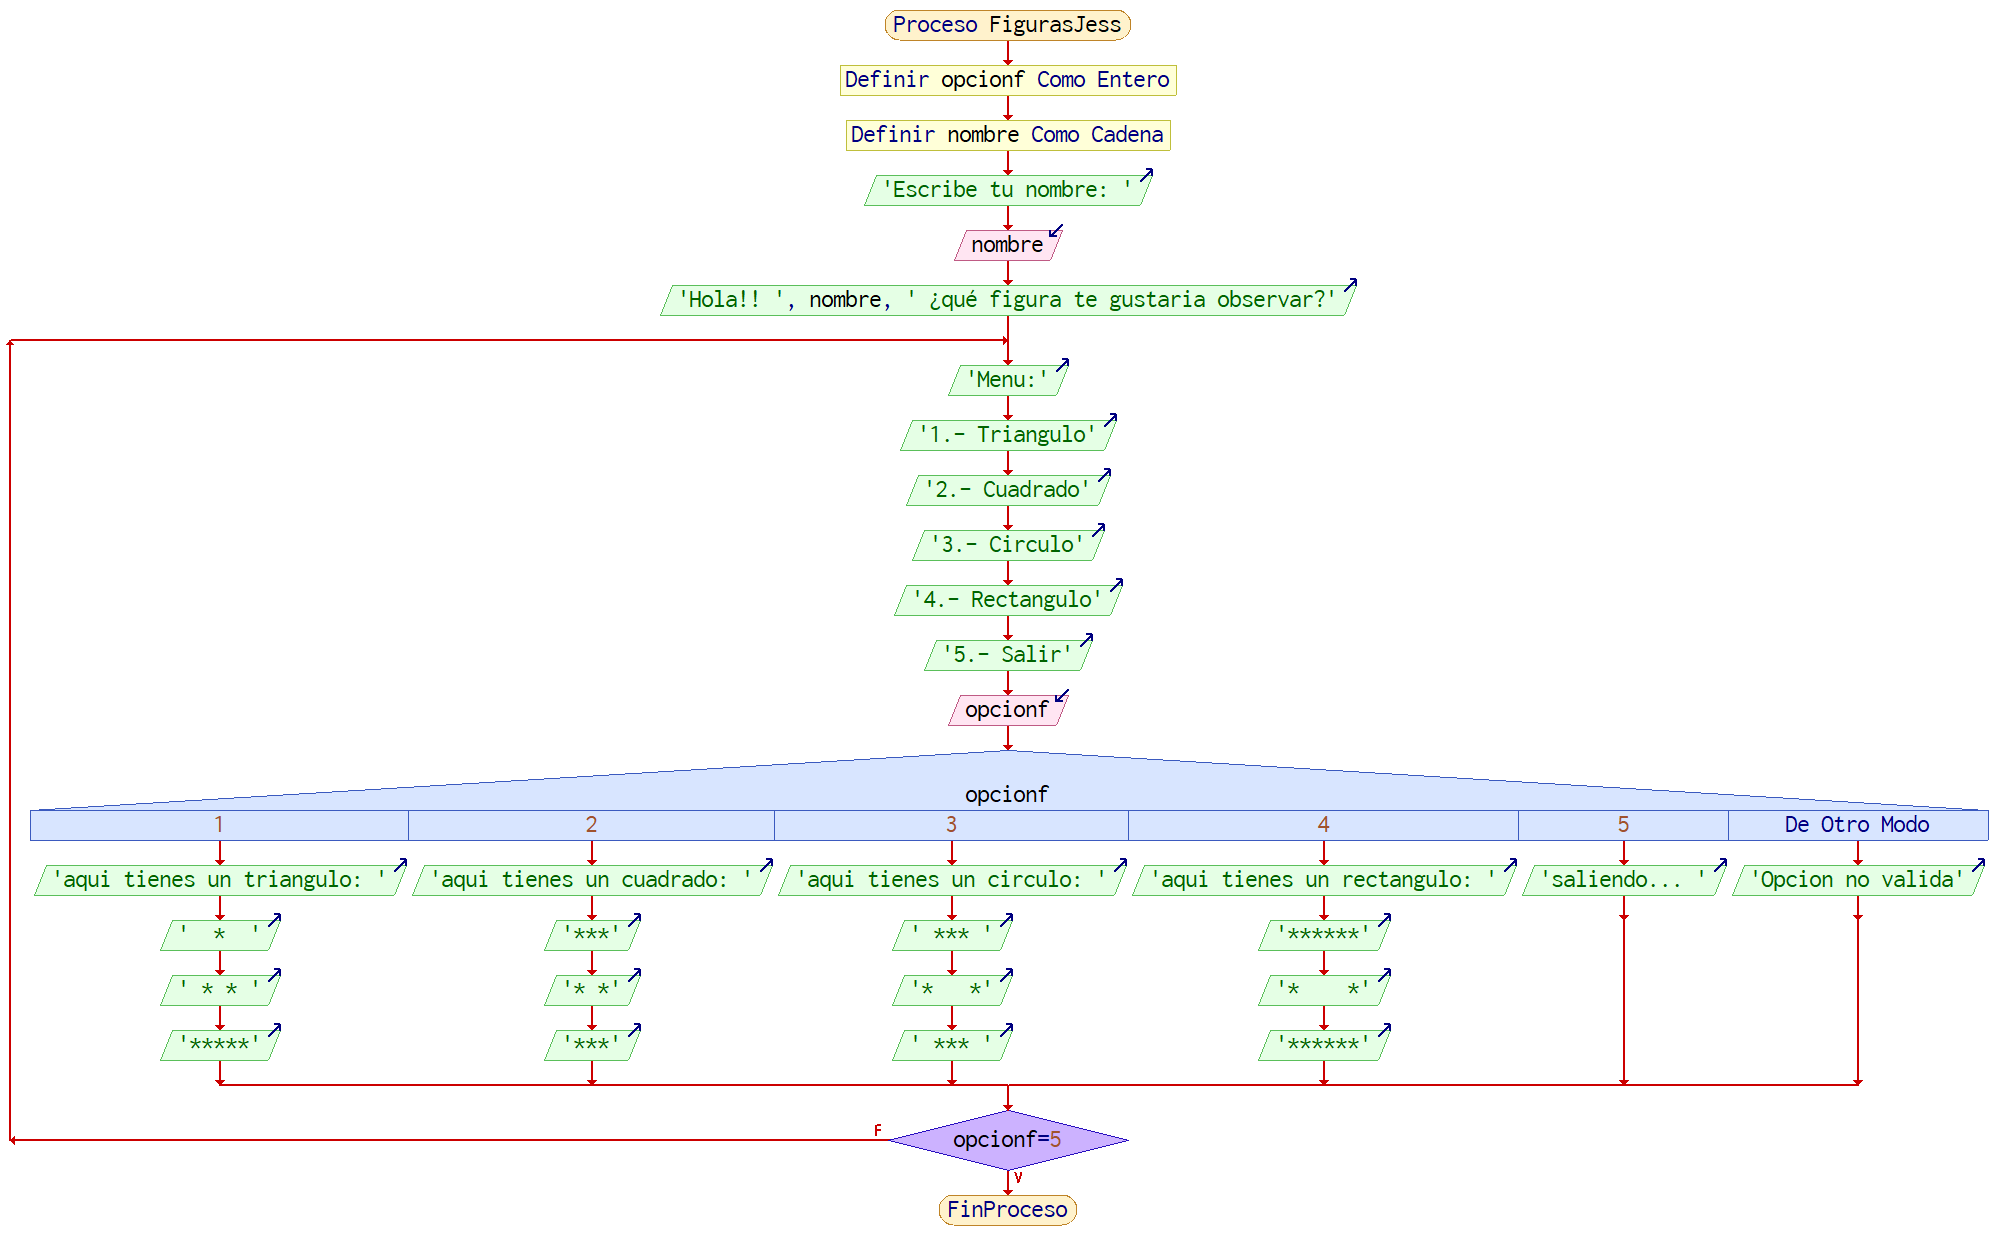 Proceso FigurasJess
Definir opcionf Como Entero
Definir nombre Como Cadena
'Escribe tu nombre: '
nombre
'Hola!! ', nombre, ' ¿qué figura te gustaria observar?'
'Menu:'
'1.- Triangulo'
'2.- Cuadrado'
'3.- Circulo'
'4.- Rectangulo'
'5.- Salir'
opcionf
opcionf
1 2 3 4 5 De Otro Modo
'aqui tienes un triangulo: ' 'aqui tienes un cuadrado: ' 'aqui tienes un circulo: ' 'aqui tienes un rectangulo: ' 'saliendo... ' 'Opcion no valida'
'  *  ' '***' ' *** ' '******'
' * * ' '* *' '*   *' '*    *'
'*****' '***' ' *** ' '******'
F
opcionf=5
V
FinProceso